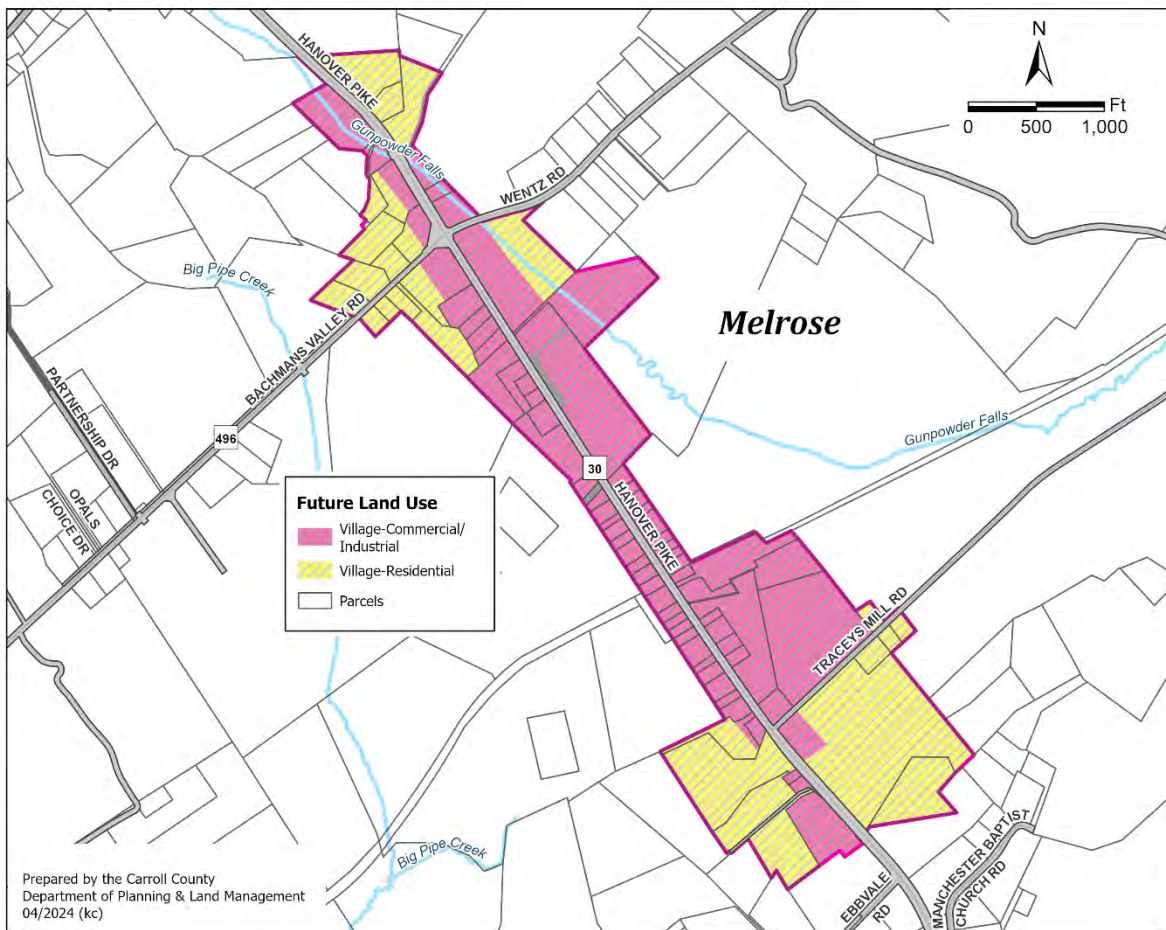 HANOVER PIKE
N
Ft
0 500 1,000
Gunpowder Falls
WENTZ RD
Big Pipe Creek
BACHMANS VALLEY RD
Melrose
PARTNERSHIP DR
496
OPALS
CHOICE DR
Gunpowder Falls
30
HANOVER PIKE
Future Land Use
Village-Commercial/
Industrial
Village-Residential
Parcels
TRACEYS MILL RD
Big Pipe Creek
MANCHESTER BAPTIST
CHURCH RD
EBBVALE
RD
Prepared by the Carroll County
Department of Planning & Land Management
04/2024 (kc)